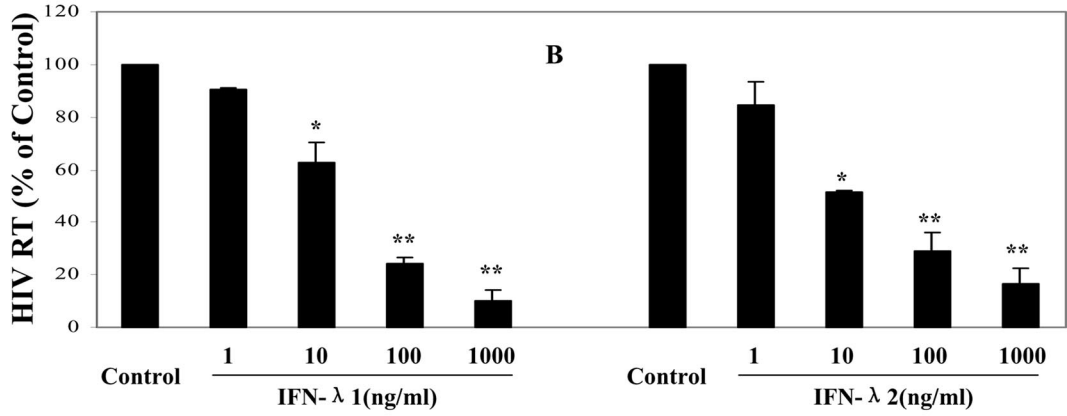 HIV RT (% of Control)
120
100
80
60
40
20
0
B
*
**
**
*
**
**
Control 1 10 100 1000
IFN- λ 1(ng/ml)
Control 1 10 100 1000
IFN- λ 2(ng/ml)